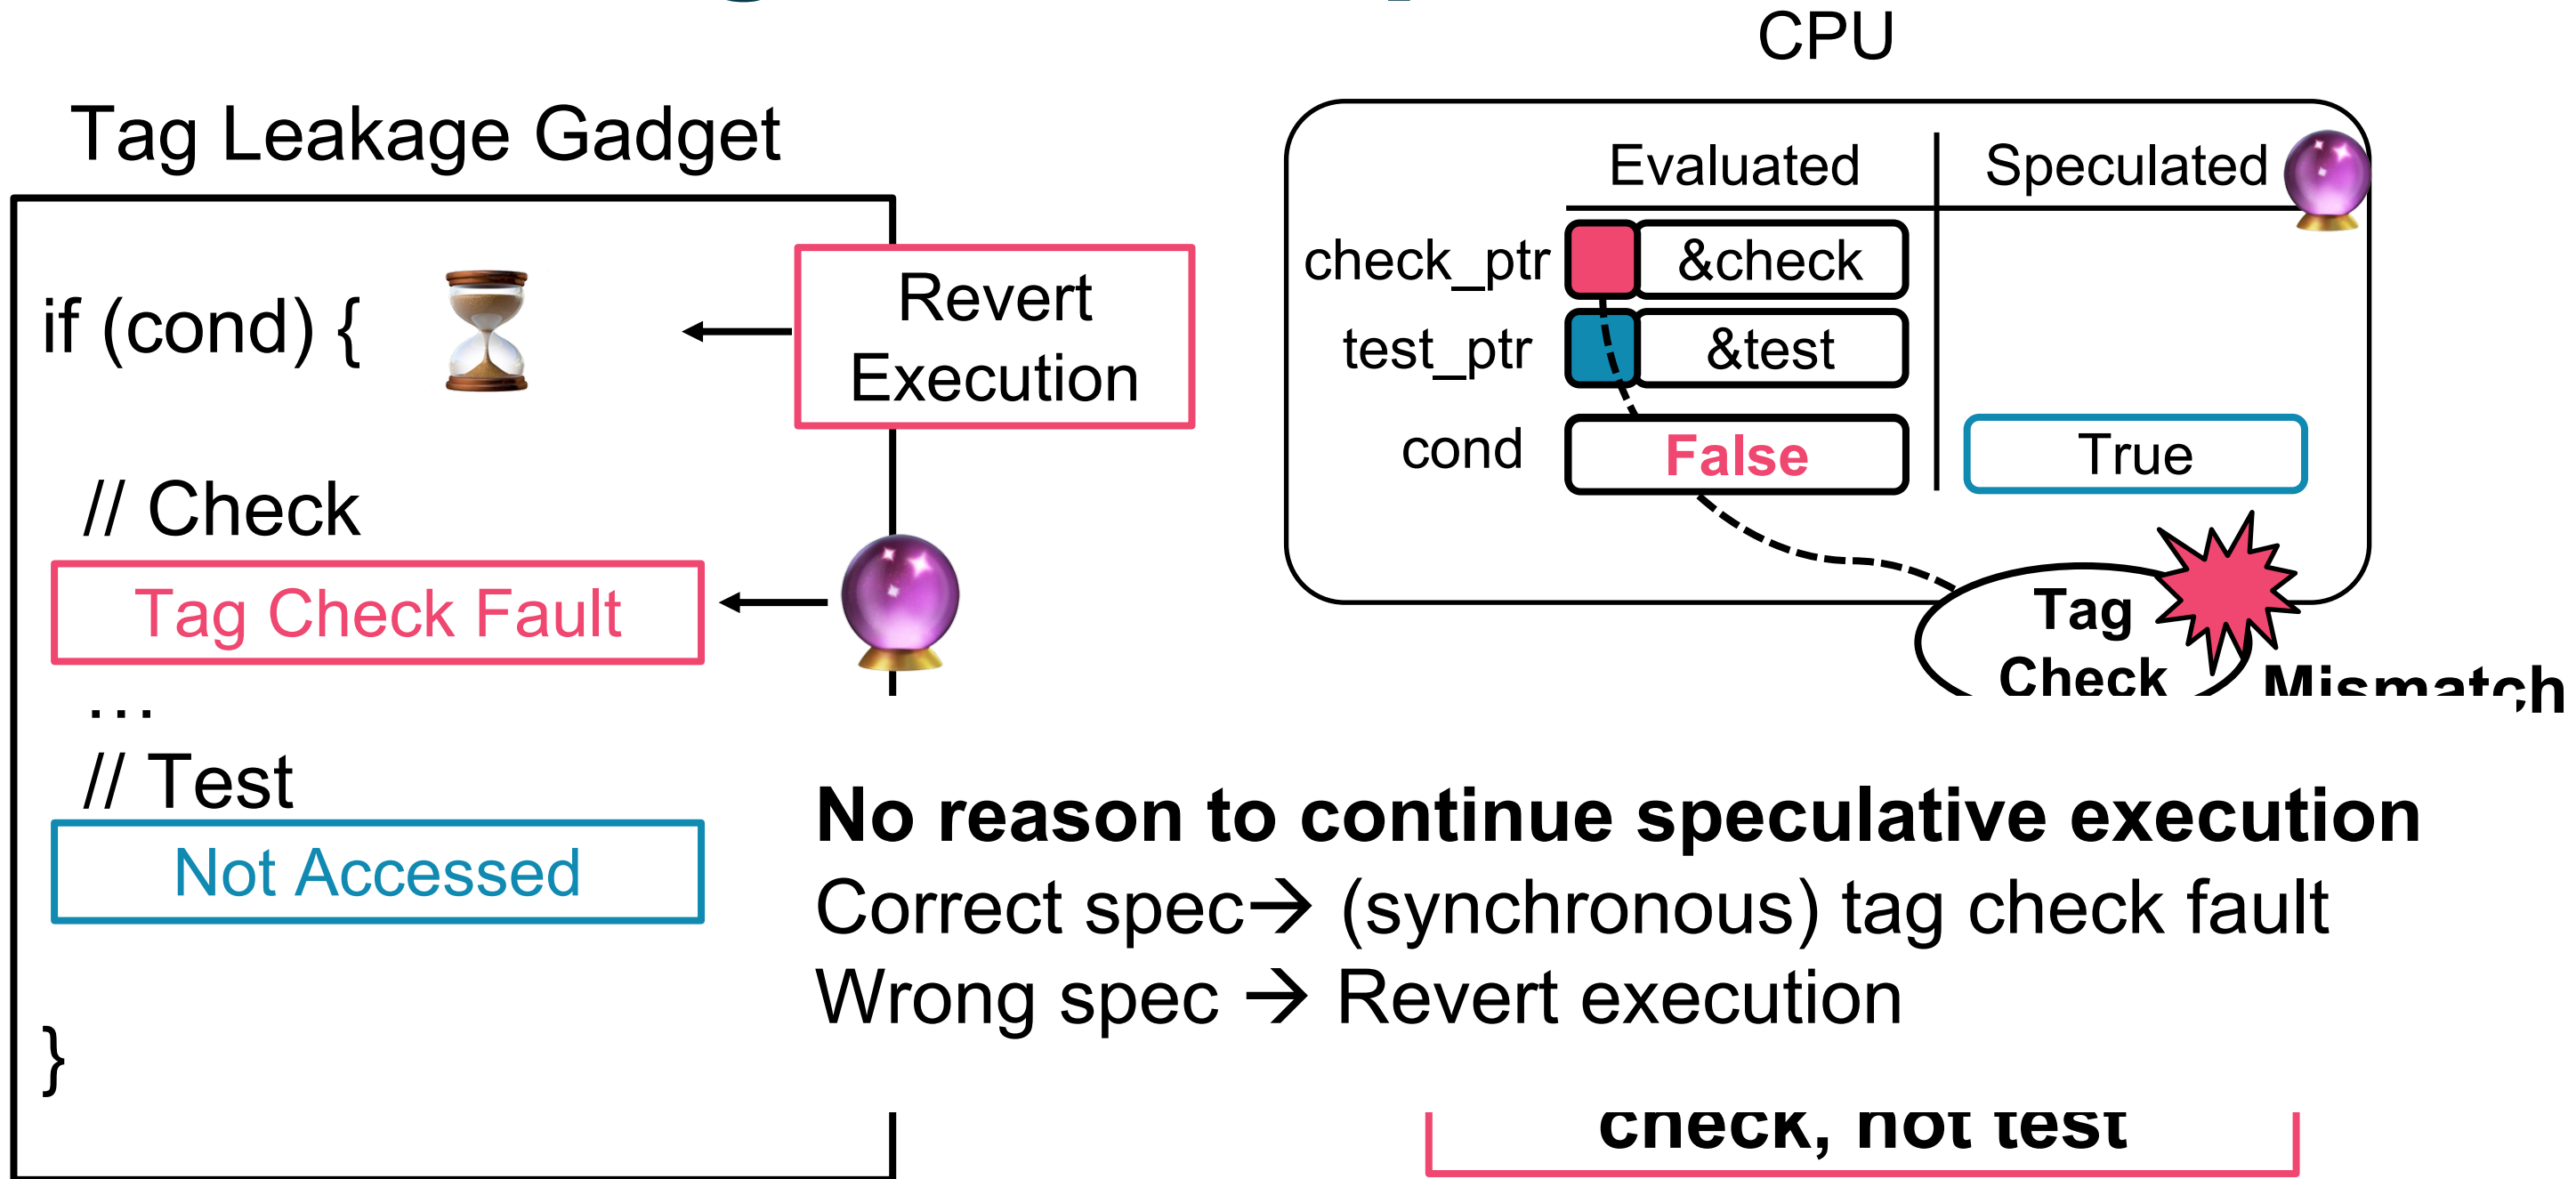 CPU
Tag Leakage Gadget
Evaluated
Speculated
check_ptr
&check
test_ptr
&test
cond
False
True
if (cond) {
Revert
Execution
// Check
Tag Check Fault
Tag
Check
Mismatch
...
// Test
Not Accessed
No reason to continue speculative execution
Correct spec→ (synchronous) tag check fault
Wrong spec → Revert execution
}
check, not test